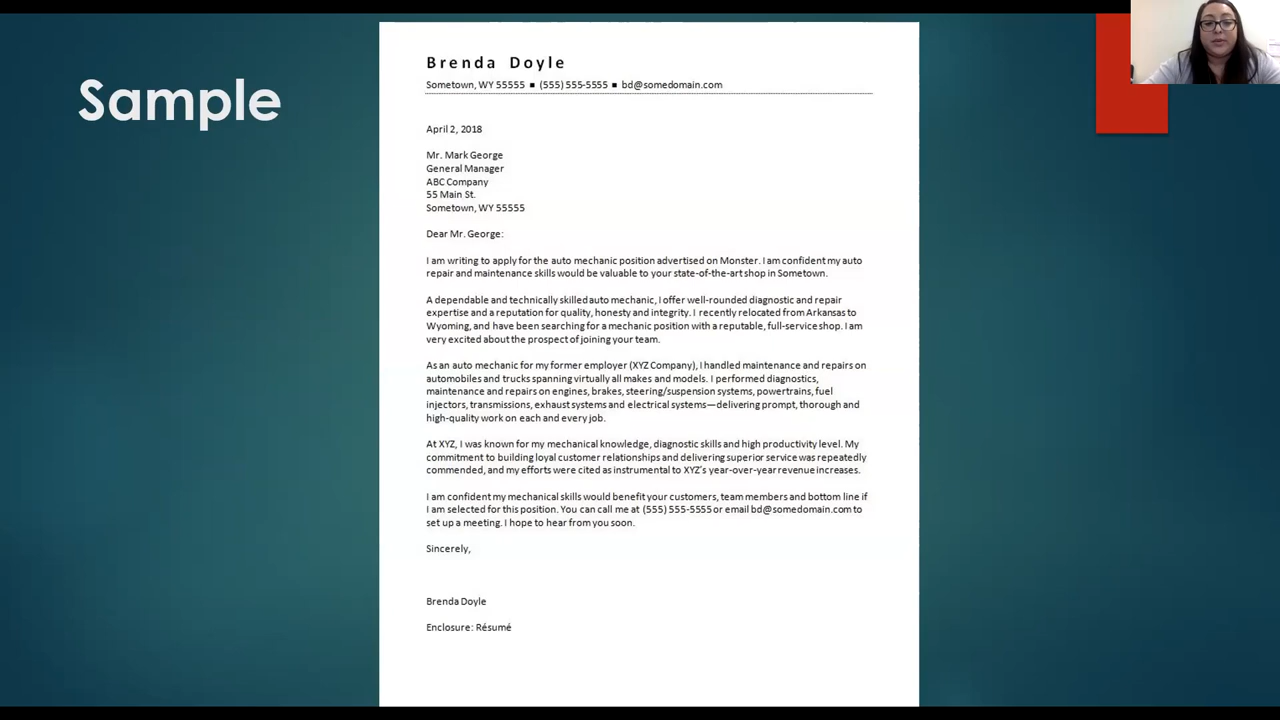 Sample
Brenda Doyle
Sometown, WY 55555 ■ (555) 555-5555 ■ bd@somedomain.com
April 2, 2018
Mr. Mark George
General Manager
ABC Company
55 Main St.
Sometown, WY 55555
Dear Mr. George:
I am writing to apply for the auto mechanic position advertised on Monster. I am confident my auto
repair and maintenance skills would be valuable to your state-of-the-art shop in Sometown.
A dependable and technically skilled auto mechanic, I offer well-rounded diagnostic and repair
expertise and a reputation for quality, honesty and integrity. I recently relocated from Arkansas to
Wyoming, and have been searching for a mechanic position with a reputable, full-service shop. I am
very excited about the prospect of joining your team.
As an auto mechanic for my former employer (XYZ Company), I handled maintenance and repairs on
automobiles and trucks spanning virtually all makes and models. I performed diagnostics,
maintenance and repairs on engines, brakes, steering/suspension systems, powertrains, fuel
injectors, transmissions, exhaust systems and electrical systems—delivering prompt, thorough and
high-quality work on each and every job.
At XYZ, I was known for my mechanical knowledge, diagnostic skills and high productivity level. My
commitment to building loyal customer relationships and delivering superior service was repeatedly
commended, and my efforts were cited as instrumental to XYZ's year-over-year revenue increases.
I am confident my mechanical skills would benefit your customers, team members and bottom line if
I am selected for this position. You can call me at (555) 555-5555 or email bd@somedomain.com to
set up a meeting. I hope to hear from you soon.
Sincerely,
Brenda Doyle
Enclosure: Résumé